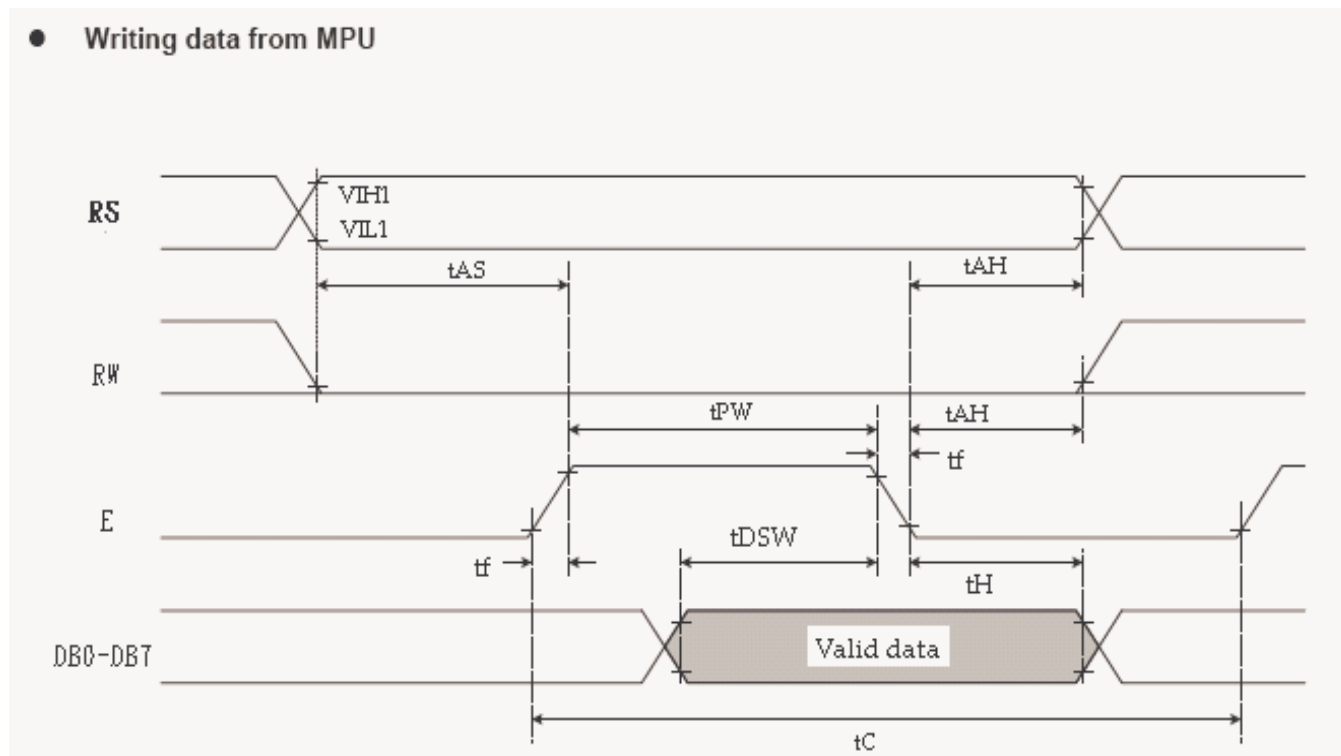 ● Writing data from MPU
RS
VIH1
VIL1
tAS
tAH
RW
tPW
tAH
tf
E
tDSW
tf
tH
DB0-DB7
Valid data
tC